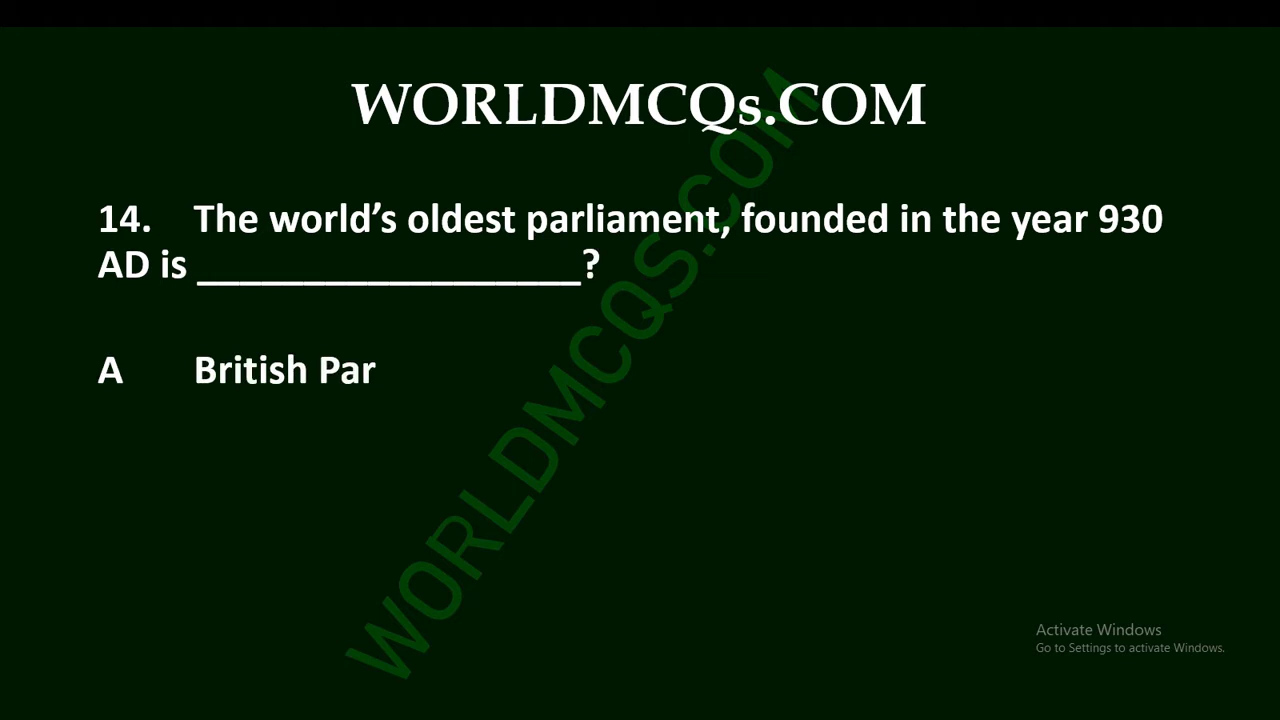 WORLDMCQs.COM
14. The world’s oldest parliament, founded in the year 930
AD is __________________?
A British Par
WORLDMCQS.COM
Activate Windows
Go to Settings to activate Windows.